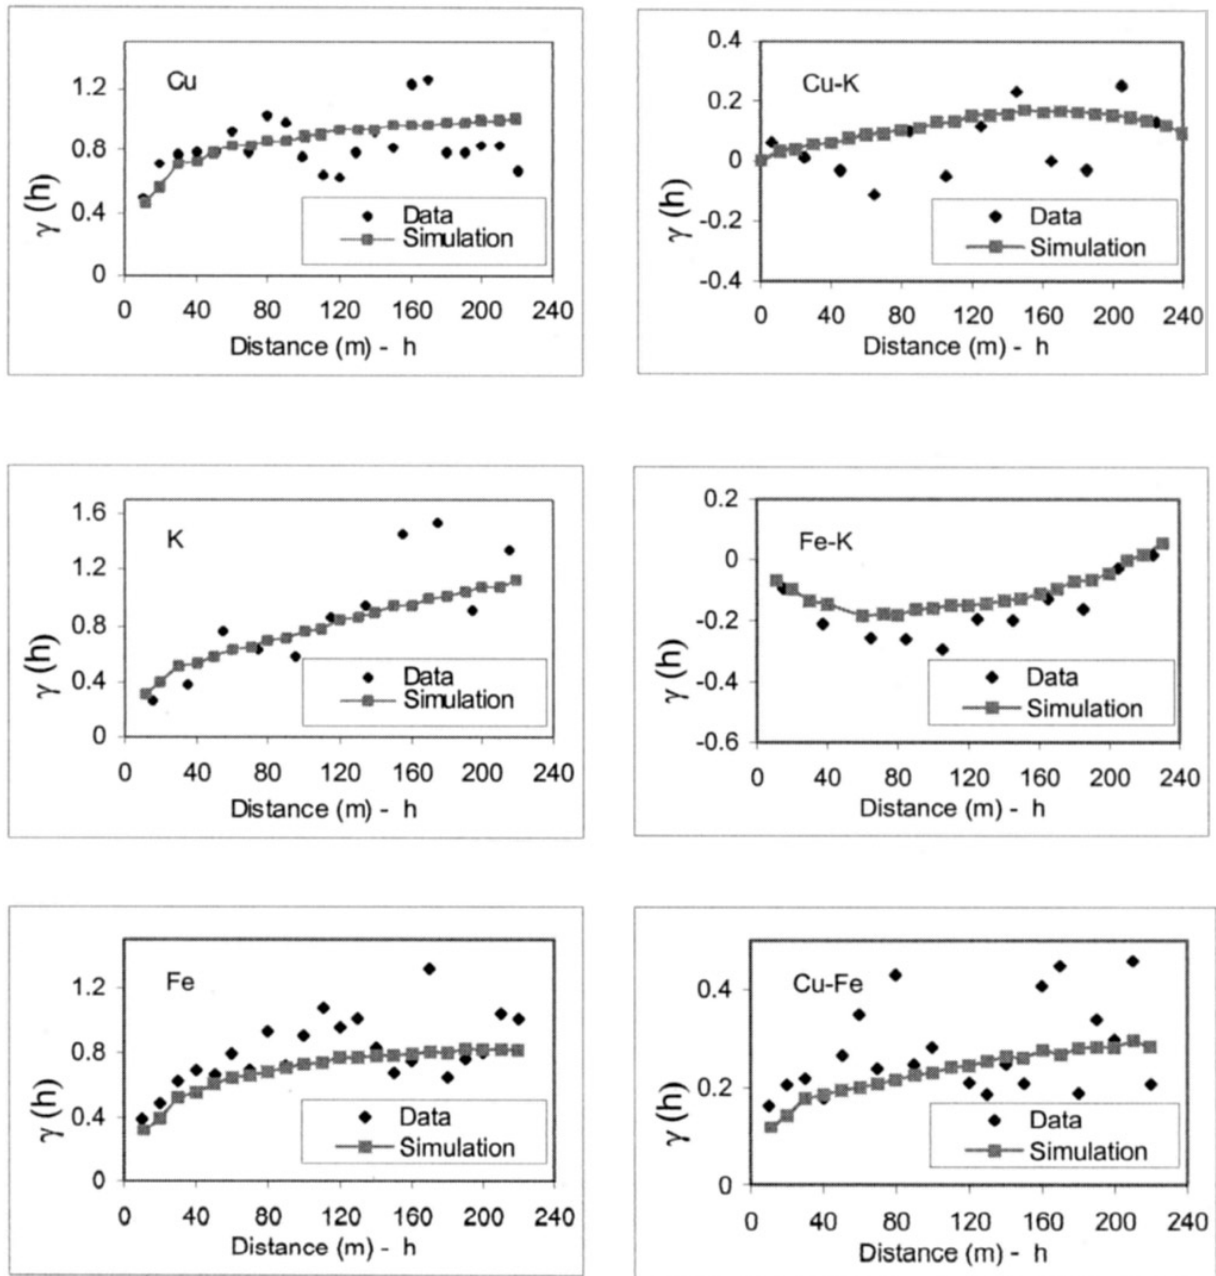 Cu
1.2
0.8
0.4
0
γ (h)
Data
Simulation
0 40 80 120 160 200 240
Distance (m) - h
0.4
0.2
0
-0.2
-0.4
γ (h)
Cu-K
Data
Simulation
0 40 80 120 160 200 240
Distance (m) - h
1.6
1.2
0.8
0.4
0
γ (h)
K
Data
Simulation
0 40 80 120 160 200 240
Distance (m) - h
0.2
0
-0.2
-0.4
-0.6
γ (h)
Fe-K
Data
Simulation
0 40 80 120 160 200 240
Distance (m) - h
Fe
1.2
0.8
0.4
0
γ (h)
Data
Simulation
0 40 80 120 160 200 240
Distance (m) - h
Cu-Fe
0.4
0.2
0
γ (h)
Data
Simulation
0 40 80 120 160 200 240
Distance (m) - h